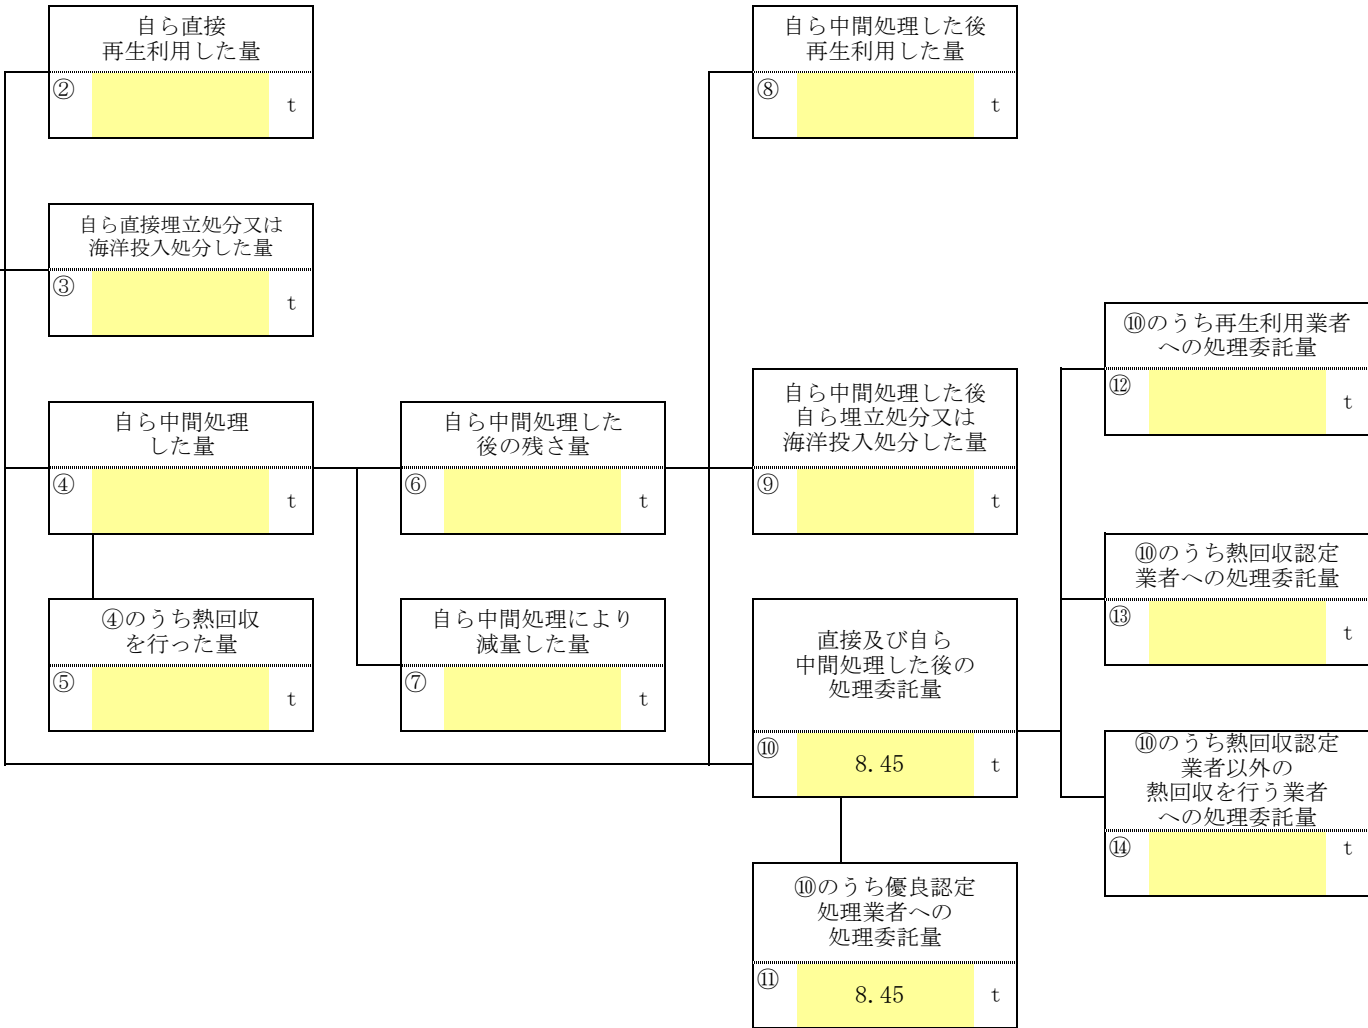 自ら直接
再生利用した量
②
t
自ら中間処理した後
再生利用した量
⑧
t
自ら直接埋立処分又は
海洋投入処分した量
③
t
⑩のうち再生利用業者
への処理委託量
⑫
t
自ら中間処理
した量
④
t
自ら中間処理した
後の残さ量
⑥
t
自ら中間処理した後
自ら埋立処分又は
海洋投入処分した量
⑨
t
⑩のうち熱回収認定
業者への処理委託量
⑬
t
④のうち熱回収
を行った量
⑤
t
自ら中間処理により
減量した量
⑦
t
直接及び自ら
中間処理した後の
処理委託量
⑩ 8.45 t
⑩のうち熱回収認定
業者以外の
熱回収を行う業者
への処理委託量
⑭
t
⑩のうち優良認定
処理業者への
処理委託量
⑪ 8.45 t